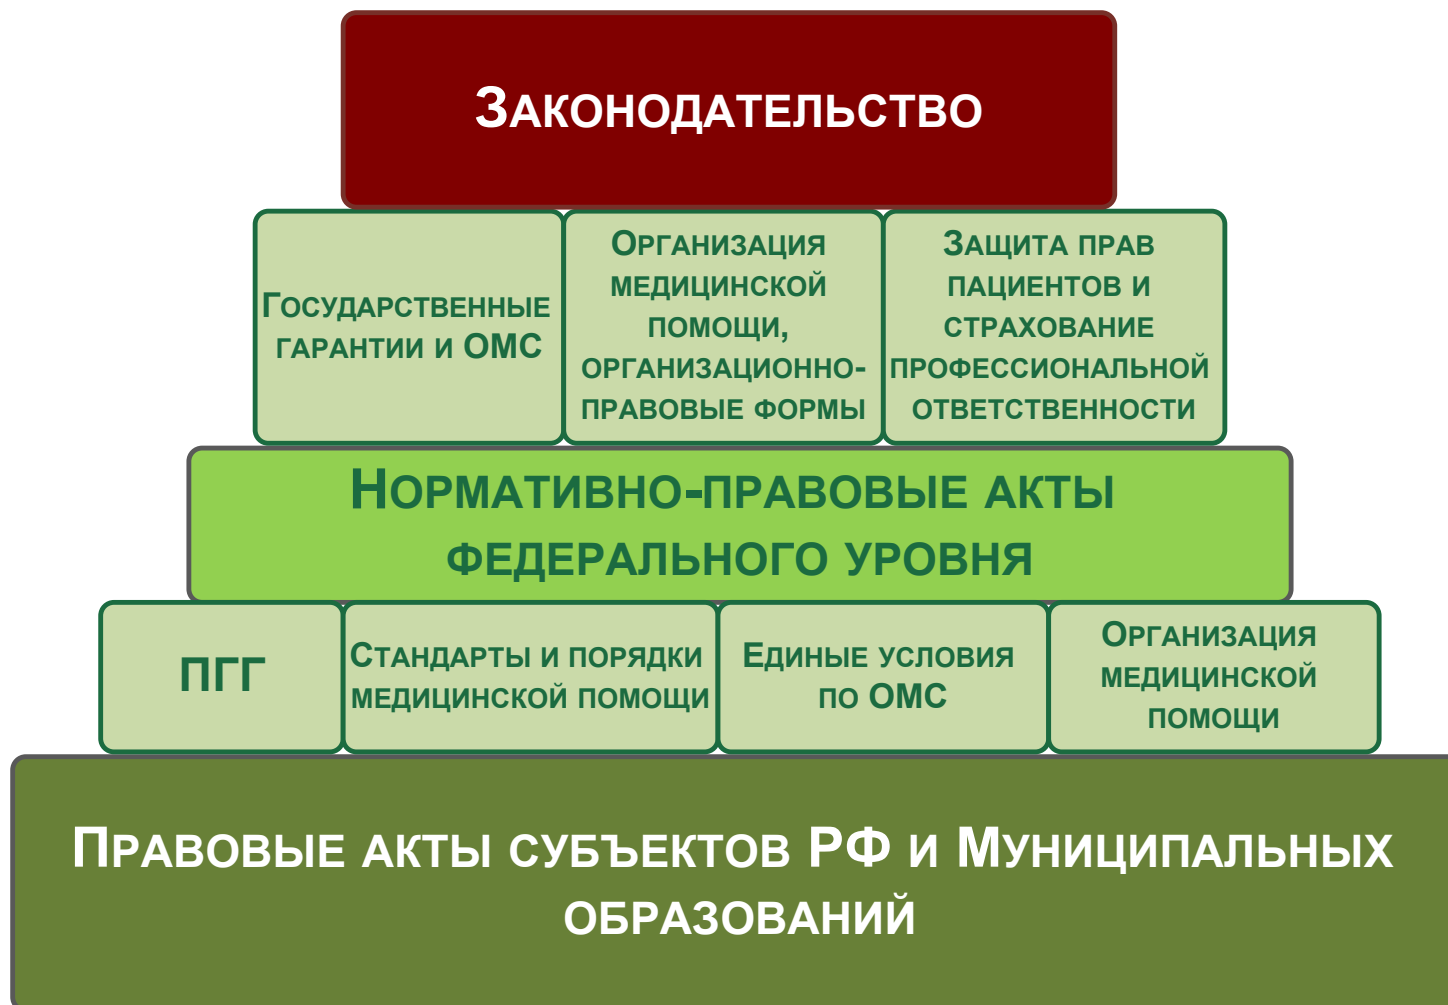 Законодательство
Государственные
гарантии и ОМС
Организация
медицинской
помощи,
организационно-
правовые формы
Защита прав
пациентов и
страхование
профессиональной
ответственности
Нормативно-правовые акты
федерального уровня
ПГГ
Стандарты и порядки
медицинской помощи
Единые условия
по ОМС
Организация
медицинской
помощи
Правовые акты субъектов РФ и Муниципальных
образований